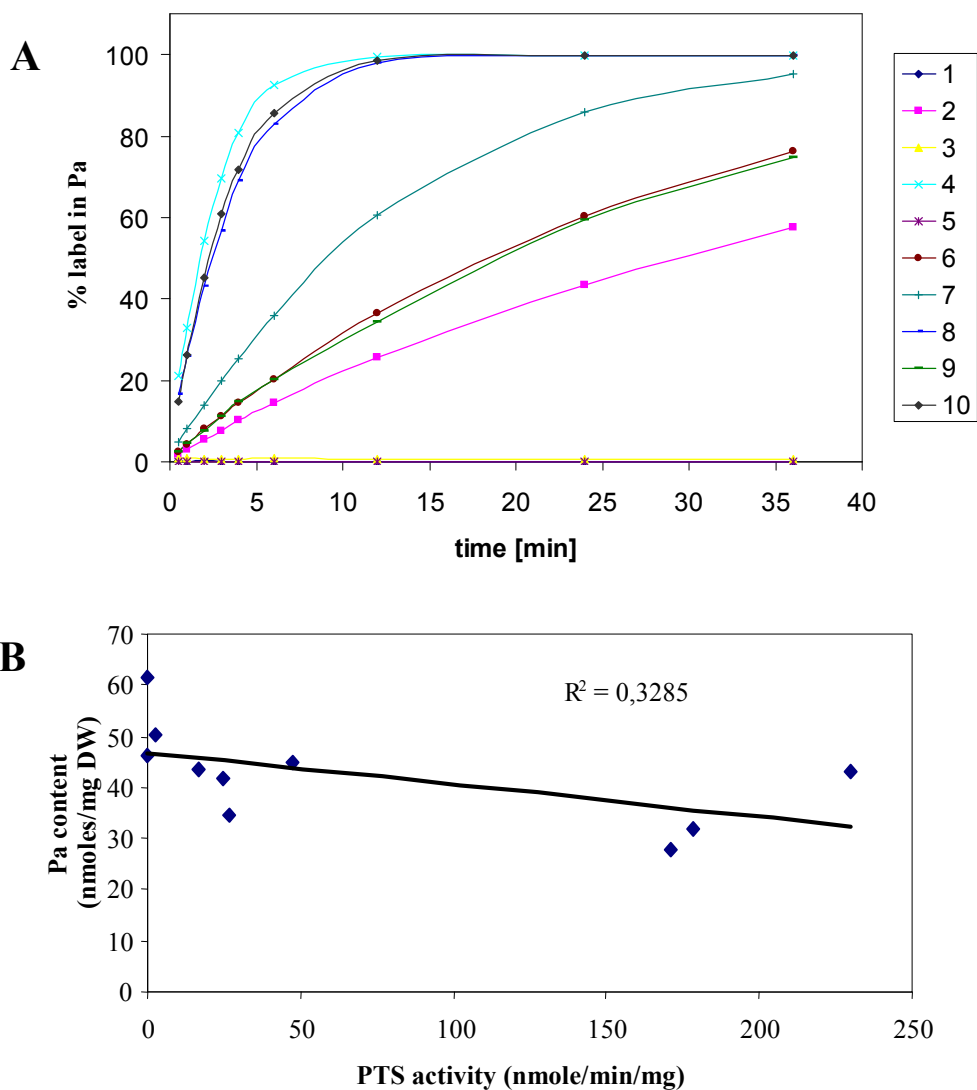 A
% label in Pa
100
80
60
40
20
0
0 5 10 15 20 25 30 35 40
time [min]
1
2
3
4
5
6
7
8
9
10
B
Pa content
(nmoles/mg DW)
70
60
50
40
30
20
10
0
R² = 0,3285
0 50 100 150 200 250
PTS activity (nmole/min/mg)